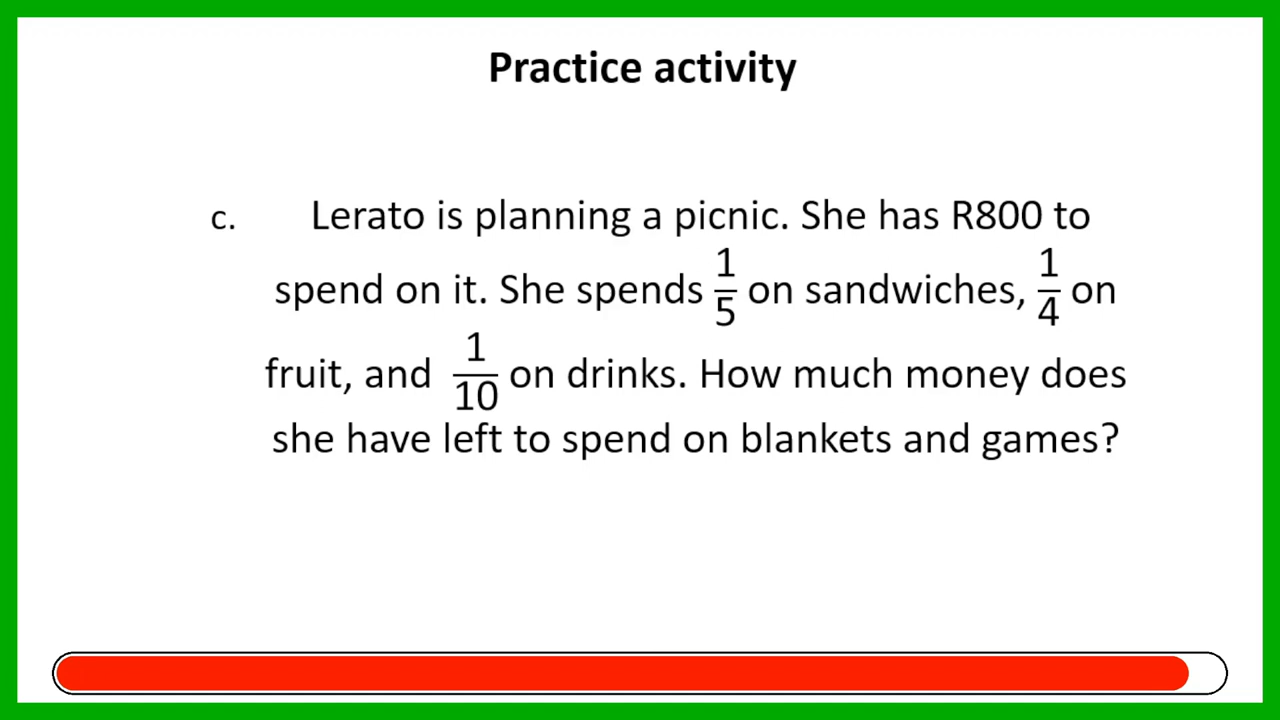 Practice activity
c. Lerato is planning a picnic. She has R800 to
spend on it. She spends 1/5 on sandwiches, 1/4 on
fruit, and 1/10 on drinks. How much money does
she have left to spend on blankets and games?